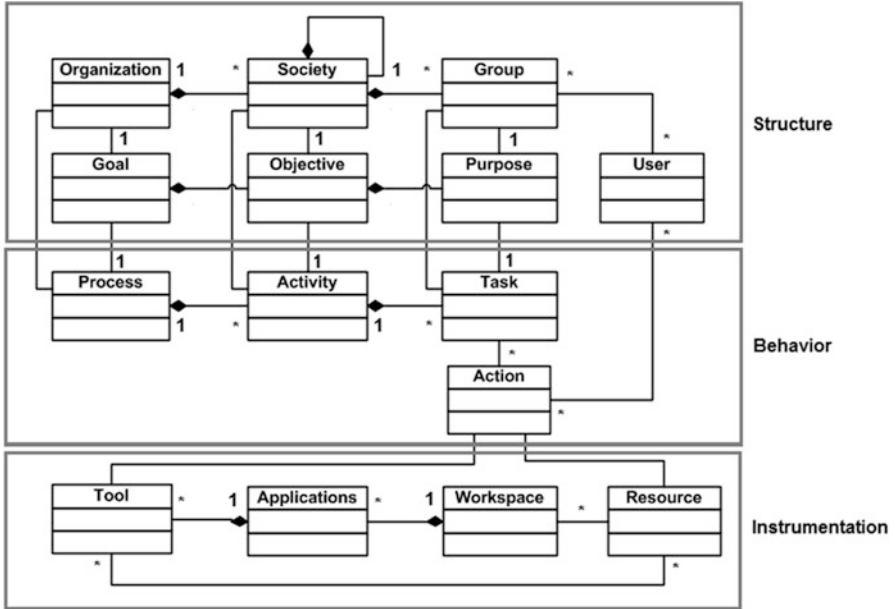 1 * 1 *
Organization Society Group *
1 1 1 *
Goal Objective Purpose User
Structure
*
1 1 1
Process Activity Task
1 * 1 *
*
Behavior
Action
*
Tool Applications Workspace Resource
* 1 * 1 *
Instrumentation
* *